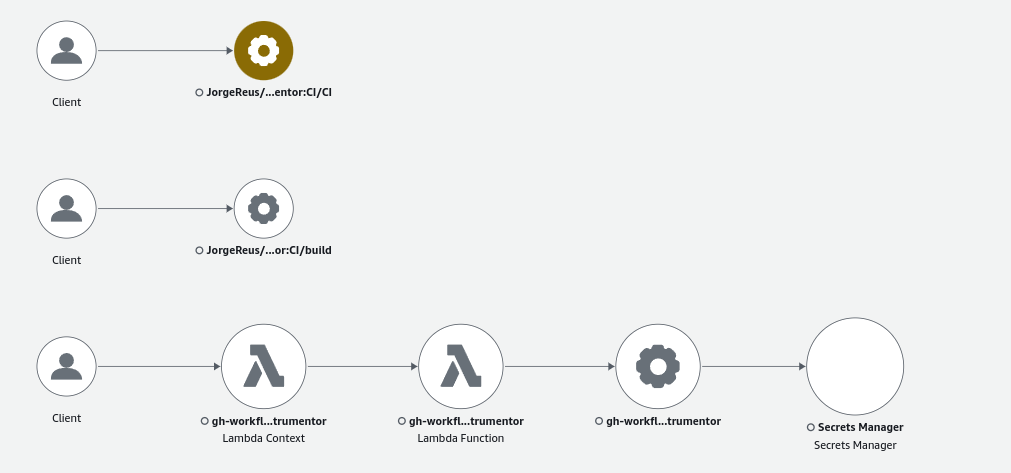 Client
JorgeReus/...entor:CI/CI
Client
JorgeReus/...or:CI/build
Client
gh-workfl...trumentor
Lambda Context
gh-workfl...trumentor
Lambda Function
gh-workfl...trumentor
Secrets Manager
Secrets Manager